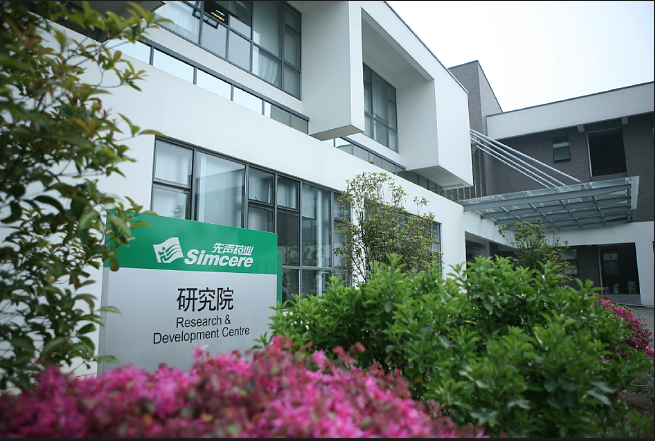 先声药业
Simcere
研究院
Research &
Development Centre